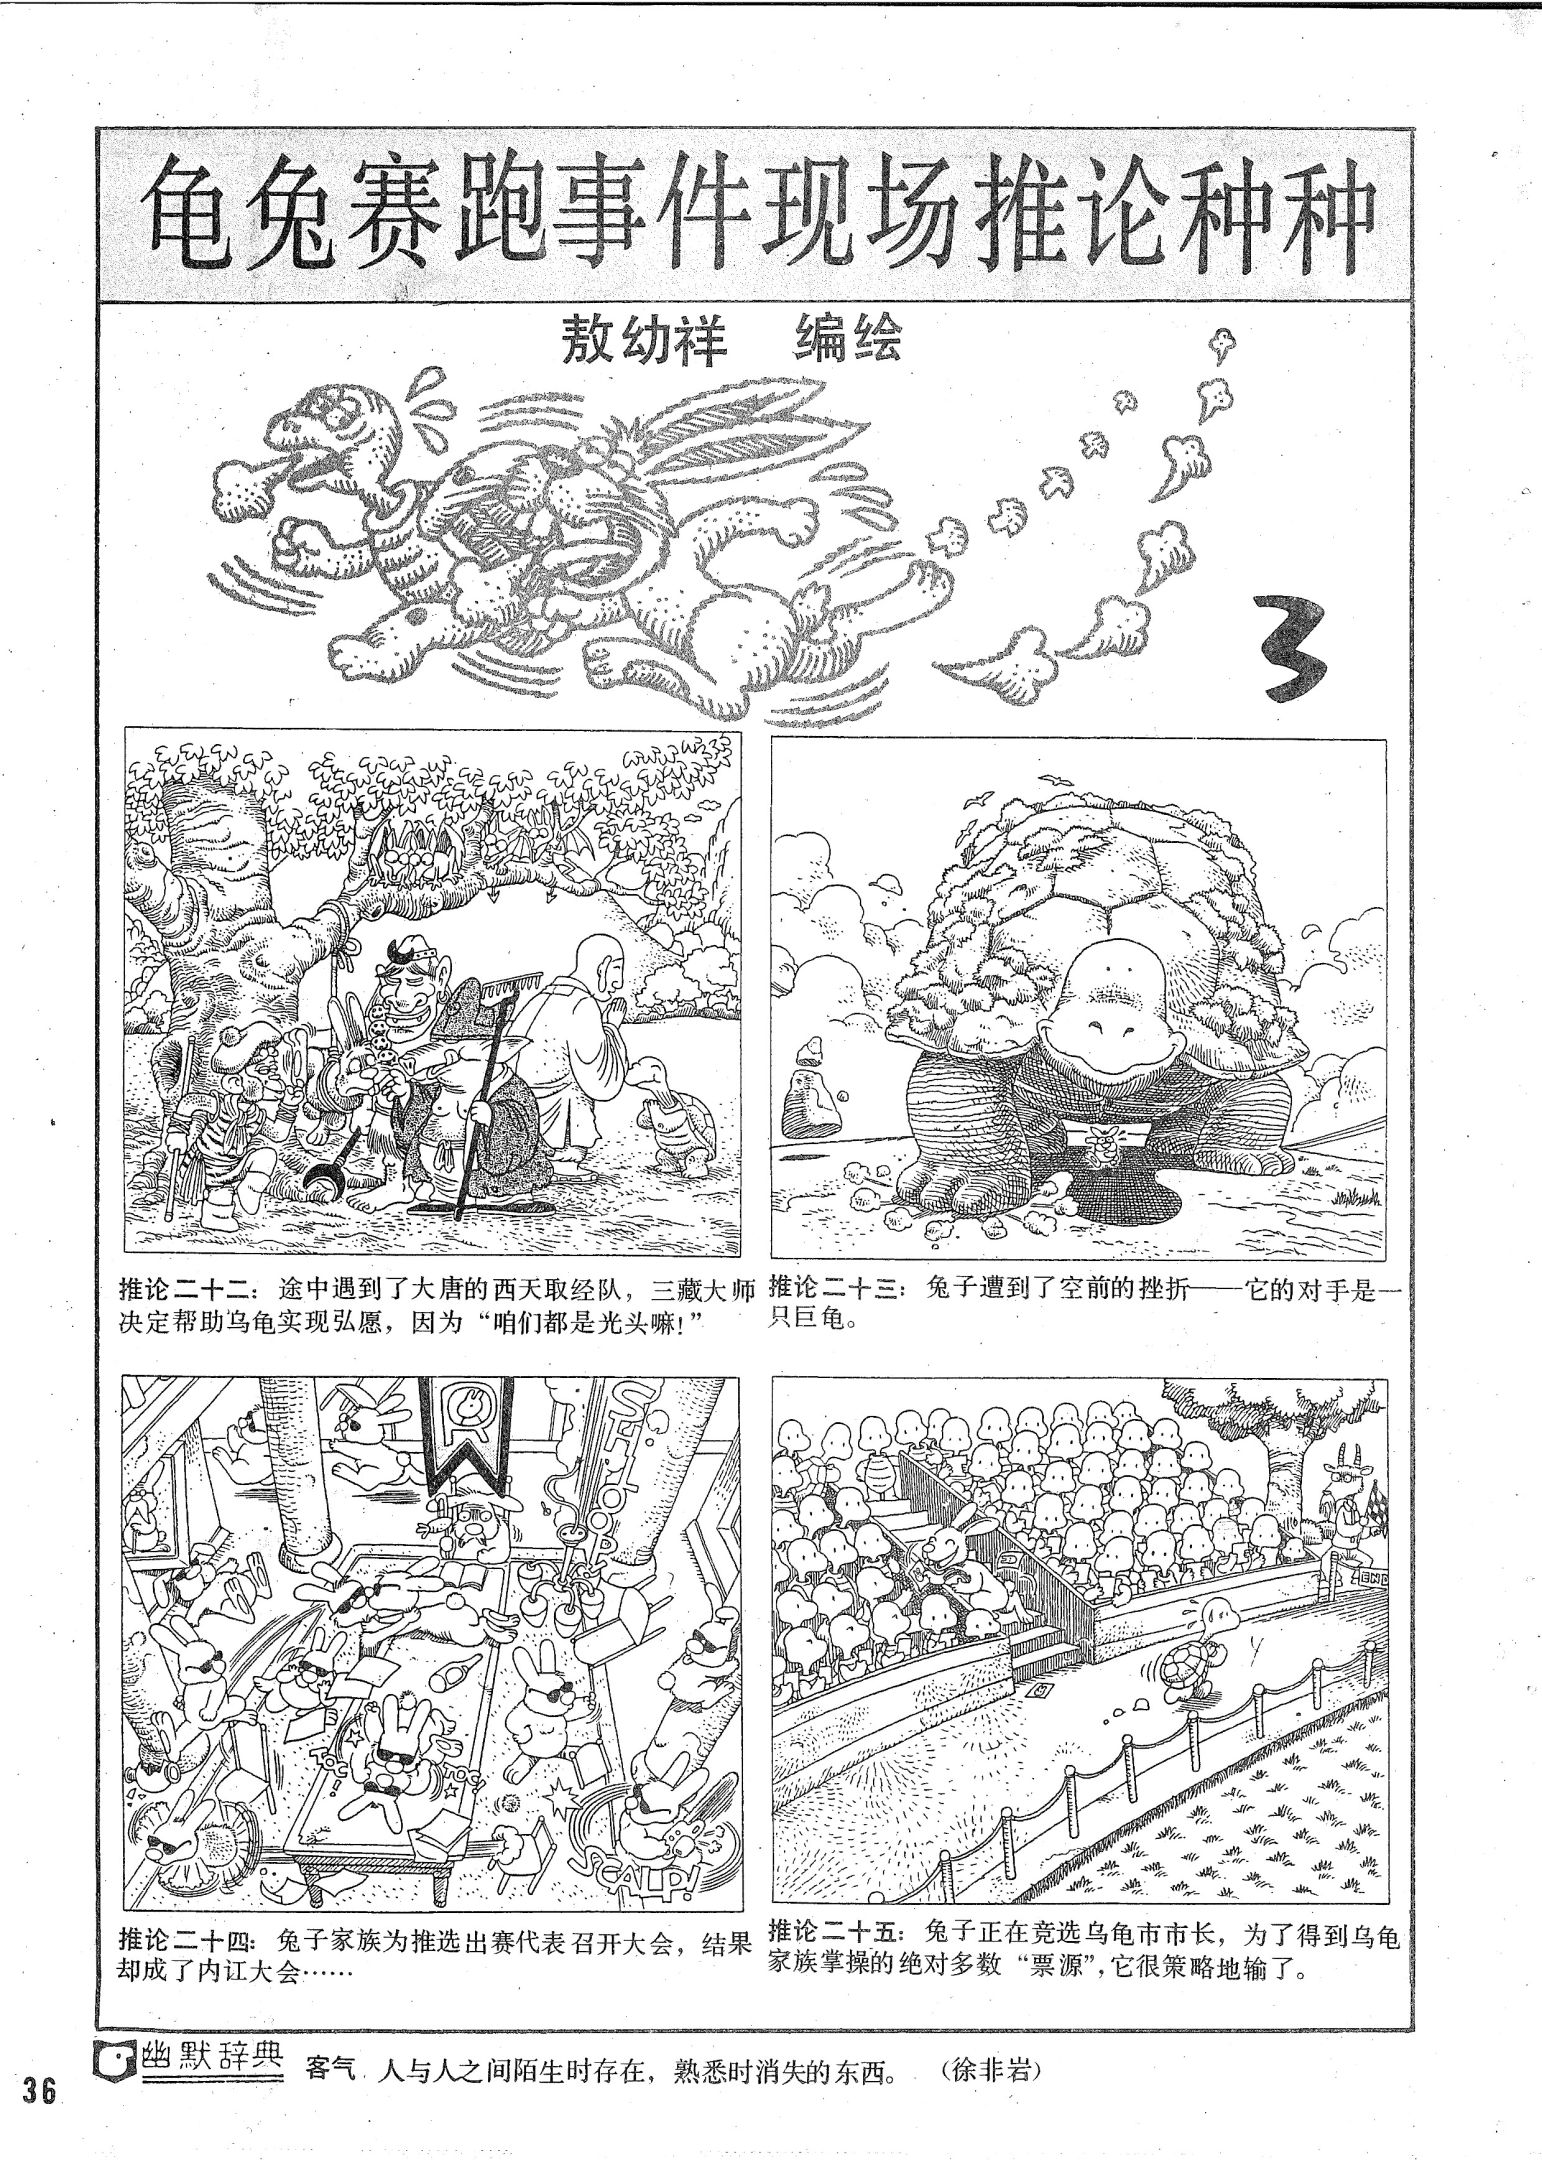 龟兔赛跑事件现场推论种种
敖幼祥 编绘
3
推论二十二：途中遇到了大唐的西天取经队，三藏大师
决定帮助乌龟实现弘愿，因为“咱们都是光头嘛！”
推论二十三：兔子遭到了空前的挫折——它的对手是一
只巨龟。
R
SHILOOP
TOC!
TOC!
SCALP!
推论二十四：兔子家族为推选出赛代表召开大会，结果
却成了内讧大会……
END
推论二十五：兔子正在竞选乌龟市市长，为了得到乌龟
家族掌操的绝对多数“票源”，它很策略地输了。
幽默辞典
客气 人与人之间陌生时存在，熟悉时消失的东西。 （徐非岩）
36